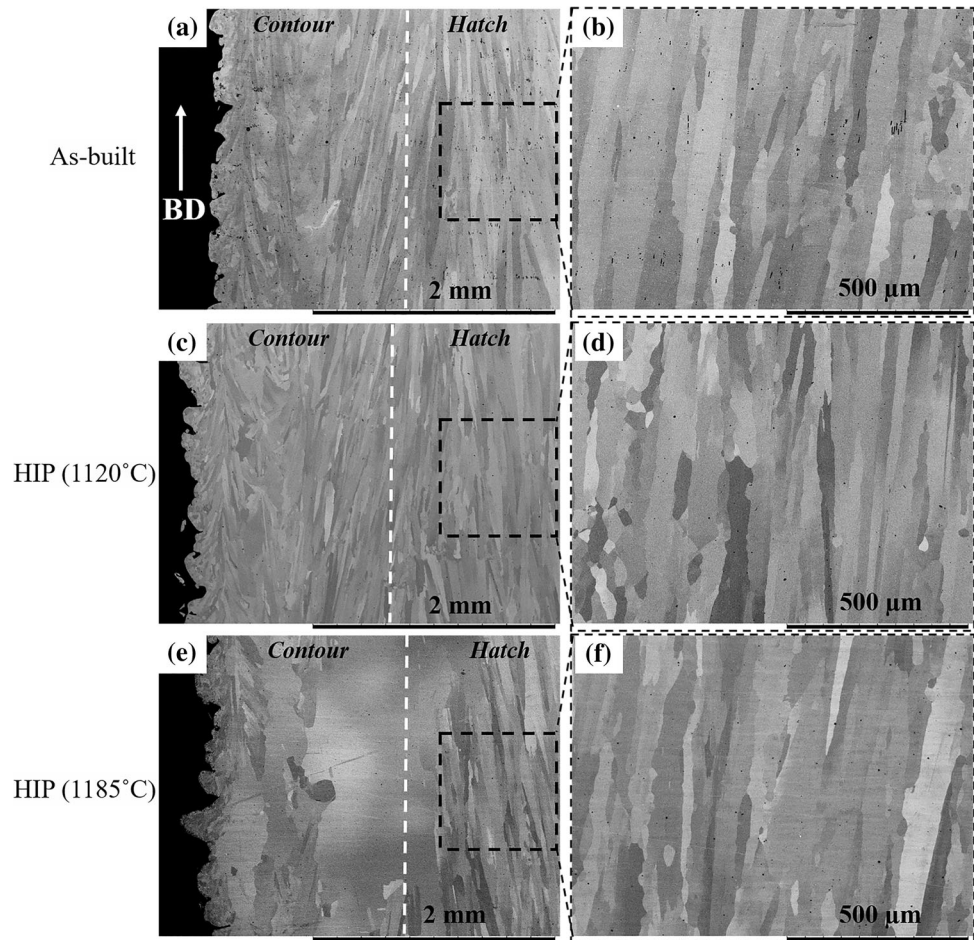 (a) Contour Hatch (b)
As-built
BD
2 mm 500 µm
(c) Contour Hatch (d)
HIP (1120°C)
2 mm 500 µm
(e) Contour Hatch (f)
HIP (1185°C)
2 mm 500 µm